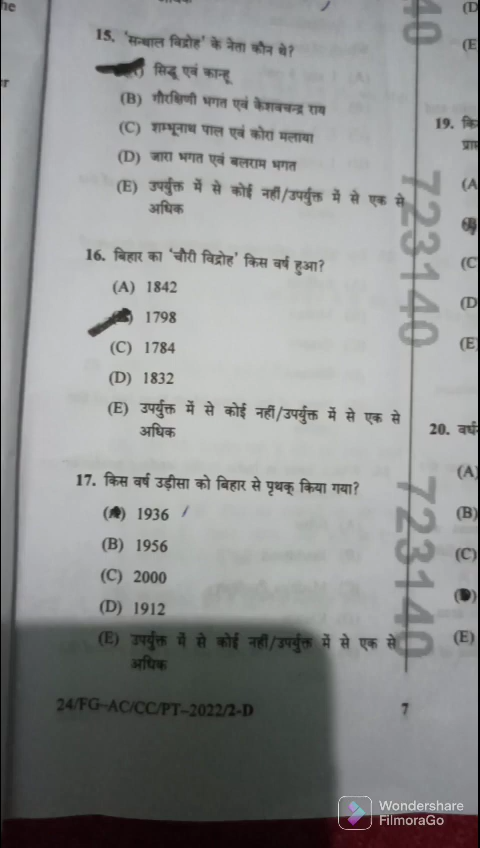 15. 'सन्थाल विद्रोह' के नेता कौन थे?
सिद्धू एवं कान्हू
(B) गौरक्षिणी भगत एवं केशवचन्द्र राय
(C) शम्भूनाथ पाल एवं कोरा मलाया
(D) जारा भगत एवं बलराम भगत
(E) उपर्युक्त में से कोई नहीं/उपर्युक्त में से एक से
अधिक
16. बिहार का 'चौरी विद्रोह' किस वर्ष हुआ?
(A) 1842
1798
(C) 1784
(D) 1832
(E) उपर्युक्त में से कोई नहीं/उपर्युक्त में से एक से
अधिक
17. किस वर्ष उड़ीसा को बिहार से पृथक् किया गया?
(A) 1936
(B) 1956
(C) 2000
(D) 1912
(E) उपर्युक्त में से कोई नहीं/उपर्युक्त में से एक से
अधिक
24/FG-AC/CC/PT-2022/2-D
7
723140
723140
(D
(E
19.
(A
(C
(D
(E
20.
(A)
(B)
(C)
(E)
Wondershare
FilmoraGo